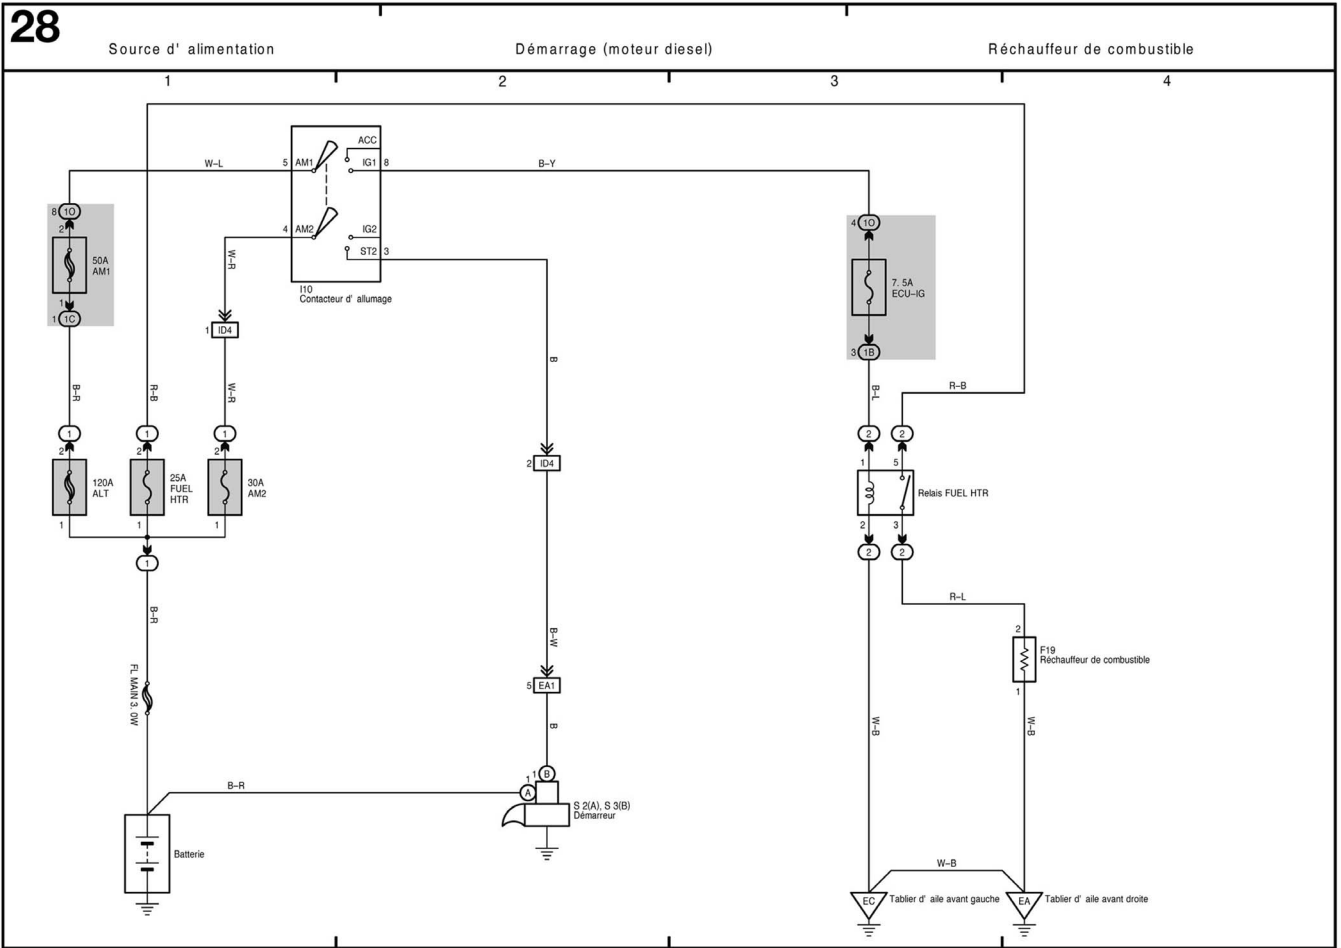 28
Source d' alimentation
Démarrage (moteur diesel)
Réchauffeur de combustible
1
2
3
4
W–L
5 AM1
ACC
IG1 8
B–Y
4 AM2
IG2
ST2 3
I10
Contacteur d' allumage
8 1O
2
50A
AM1
1
1 1C
W–R
1 ID4
4 1O
7. 5A
ECU–IG
3 1B
B
B–R
R–B
W–R
B–L
R–B
1
1
1
2
2
2
120A
ALT
25A
FUEL
HTR
30A
AM2
1
1
1
1
2 ID4
2
2
1
5
Relais FUEL HTR
2
3
2
2
B–R
R–L
FL MAIN 3. 0W
B–W
5 EA1
B
2
F19
Réchauffeur de combustible
1
W–B
W–B
B–R
1
A
1
B
S 2(A), S 3(B)
Démarreur
Batterie
W–B
EC
Tablier d' aile avant gauche
EA
Tablier d' aile avant droite